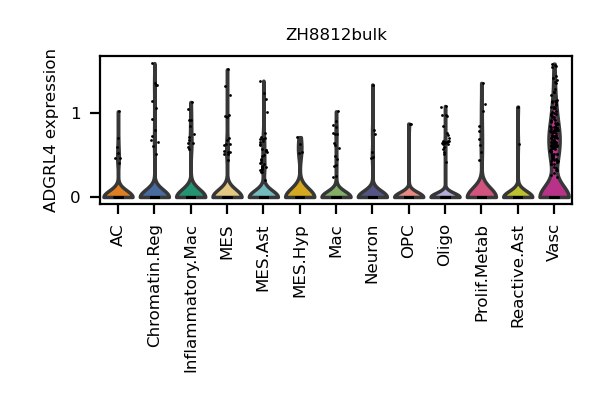 ZH8812bulk
ADGRL4 expression
1
0
AC
Chromatin.Reg
Inflammatory.Mac
MES
MES.Ast
MES.Hyp
Mac
Neuron
OPC
Oligo
Prolif.Metab
Reactive.Ast
Vasc